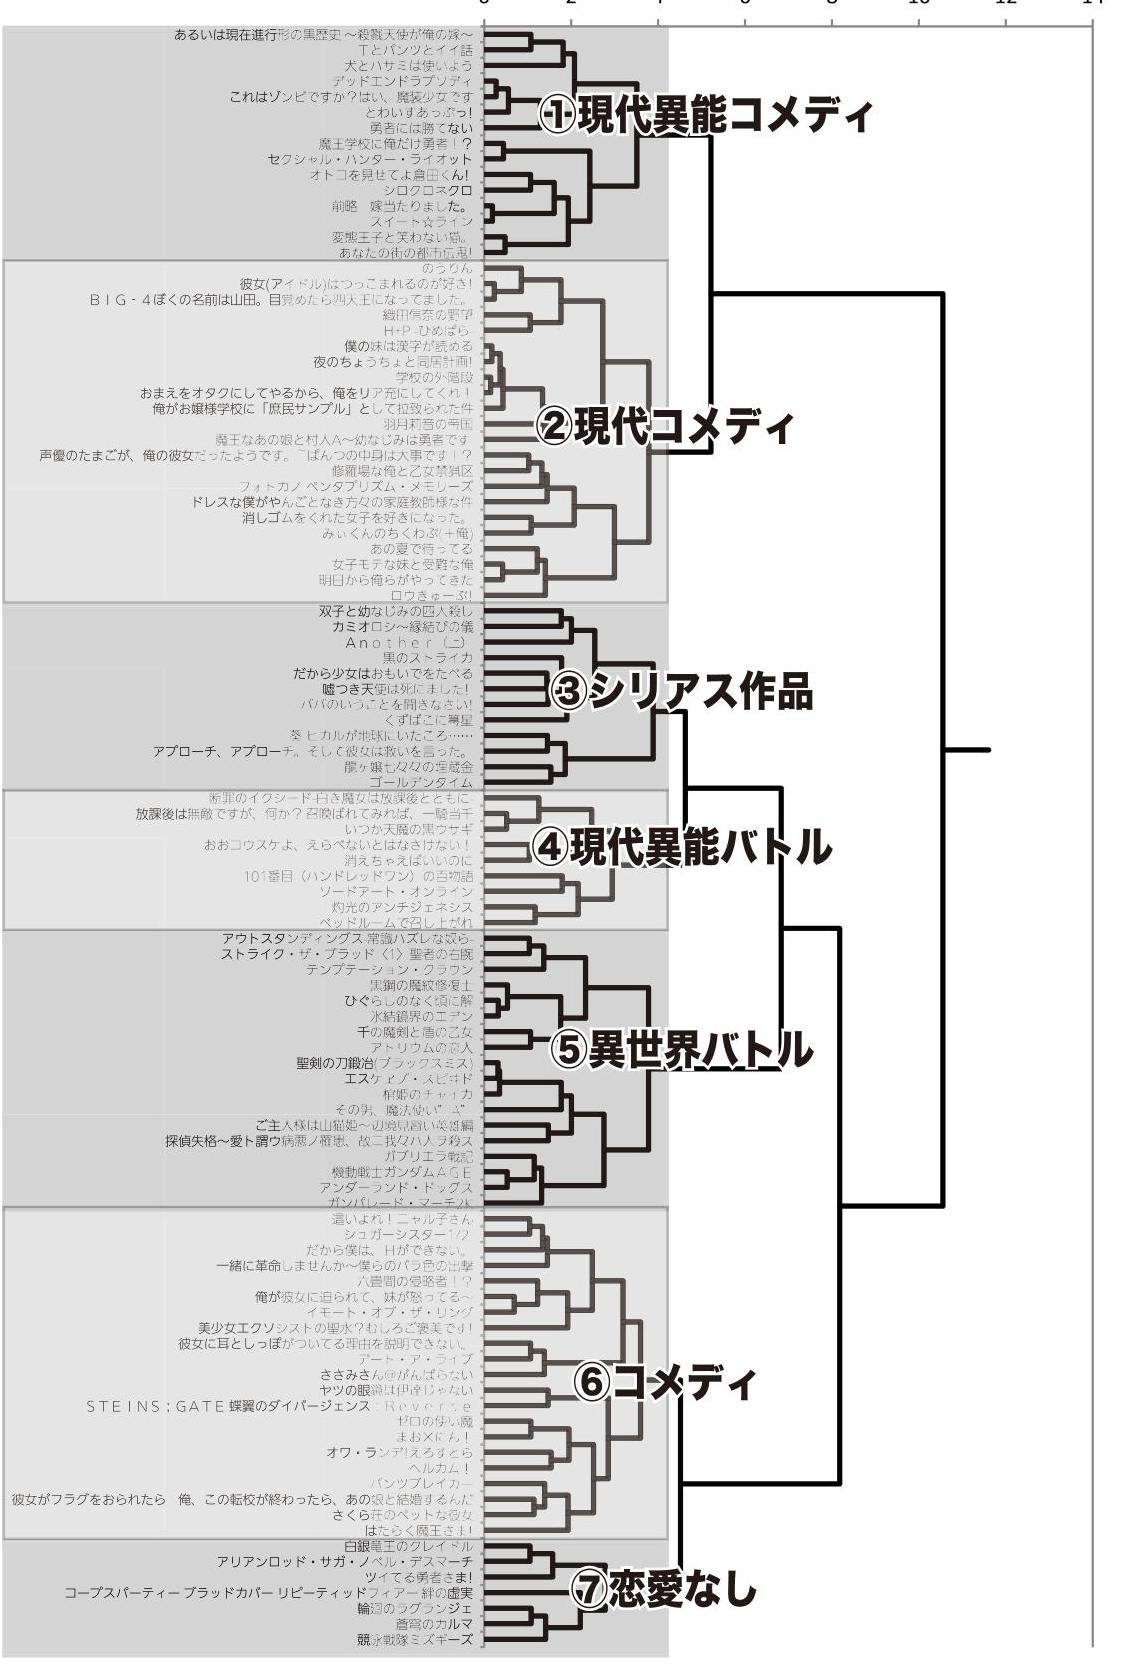 0 2 4 6 8 10 12 14
あるいは現在進行形の黒歴史 ～殺戮天使が俺の嫁～
Tとパンツとイイ話
犬とハサミは使いよう
デッドエンドラプソディ
これはゾンビですか？はい、魔装少女です
とわいすあっぷっ！
勇者には勝てない
魔王学校に俺だけ勇者！？
セクシャル・ハンター・ライオット
オトコを見せてよ倉田くん！
シロクロネクロ
前略　嫁当たりました。
スイート☆ライン
変態王子と笑わない猫。
あなたの街の都市伝鬼！
①現代異能コメディ
のうりん
彼女(アイドル)はつっこまれるのが好き！
ＢＩＧ‐４ぼくの名前は山田。目覚めたら四天王になってました。
織田信奈の野望
H+P -ひめぱら-
僕の妹は漢字が読める
夜のちょうちょと同居計画！
学校の外階段
おまえをオタクにしてやるから、俺をリア充にしてくれ！
俺がお嬢様学校に「庶民サンプル」として拉致られた件
羽月莉音の帝国
魔王なあの娘と村人A～幼なじみは勇者です
声優のたまごが、俺の彼女だったようです。～ぱんつの中身は大事です！？
修羅場な俺と乙女禁猟区
フォトカノ ペンタプリズム・メモリーズ
ドレスな僕がやんごとなき方々の家庭教師様な件
消しゴムをくれた女子を好きになった。
みぃくんのちくわぶ(＋俺)
あの夏で待ってる
女子モテな妹と受難な俺
明日から俺らがやってきた
ロウきゅーぶ！
②現代コメディ
双子と幼なじみの四人殺し
カミオロシ～縁結びの儀
Ａｎｏｔｈｅｒ（上）
黒のストライカ
だから少女はおもいでをたべる
嘘つき天使は死にました！
パパのいうことを聞きなさい！
くずばこに箒星
葵 ヒカルが地球にいたころ……
アプローチ、アプローチ。そして彼女は救いを言った。
龍ヶ嬢七々々の埋蔵金
ゴールデンタイム
③シリアス作品
断罪のイクシード-白き魔女は放課後とともに-
放課後は無敵ですが、何か？ 召喚ばれてみれば、一騎当千
いつか天魔の黒ウサギ
おおコウスケよ、えらべないとはなさけない！
消えちゃえばいいのに
101番目（ハンドレッドワン）の百物語
ソードアート・オンライン
灼光のアンチジェネシス
ベッドルームで召し上がれ
④現代異能バトル
アウトスタンディングス-常識ハズレな奴ら-
ストライク・ザ・ブラッド〈1〉聖者の右腕
テンプテーション・クラウン
黒鋼の魔紋修復士
ひぐらしのなく頃に解
氷結鏡界のエデン
千の魔剣と盾の乙女
アトリウムの恋人
聖剣の刀鍛冶(ブラックスミス)
エスケヱプ・スピヰド
棺姫のチャイカ
その男、魔法使い”Ａ”
ご主人様は山猫姫～辺境見習い英雄編
探偵失格～愛ト謂ウ病悪ノ罹患、故ニ我々ハ人ヲ殺ス
ガブリエラ戦記
機動戦士ガンダムＡＧＥ
アンダーランド・ドッグス
ガンパレード・マーチ2K
⑤異世界バトル
這いよれ！ニャル子さん
シュガーシスター1/2
だから僕は、Ｈができない。
一緒に革命しませんか～僕らのバラ色の出撃
六畳間の侵略者！？
俺が彼女に迫られて、妹が怒ってる～
イモート・オブ・ザ・リング
美少女エクソシストの聖水？むしろご褒美です！
彼女に耳としっぽがついてる理由を説明できない。
アート・ア・ライブ
ささみさん＠がんばらない
ヤツの眼鏡は伊達じゃない
ＳＴＥＩＮＳ；ＧＡＴＥ 蝶翼のダイバージェンス：Ｒｅｖｅｒｓｅ
ゼロの使い魔
まお×にん！
オワ・ランデ！えろすとら
ヘルカム！
パンツブレイカー
彼女がフラグをおられたら　俺、この転校が終わったら、あの娘と結婚するんだ
さくら荘のペットな彼女
はたらく魔王さま！
⑥コメディ
白銀竜王のクレイドル
アリアンロッド・サガ・ノベル・デスマーチ
ツイてる勇者さま！
コープスパーティー ブラッドカバー リピーティッドフィアー 絆の虚実
輪廻のラグランジェ
蒼穹のカルマ
競泳戦隊ミズギーズ
⑦恋愛なし